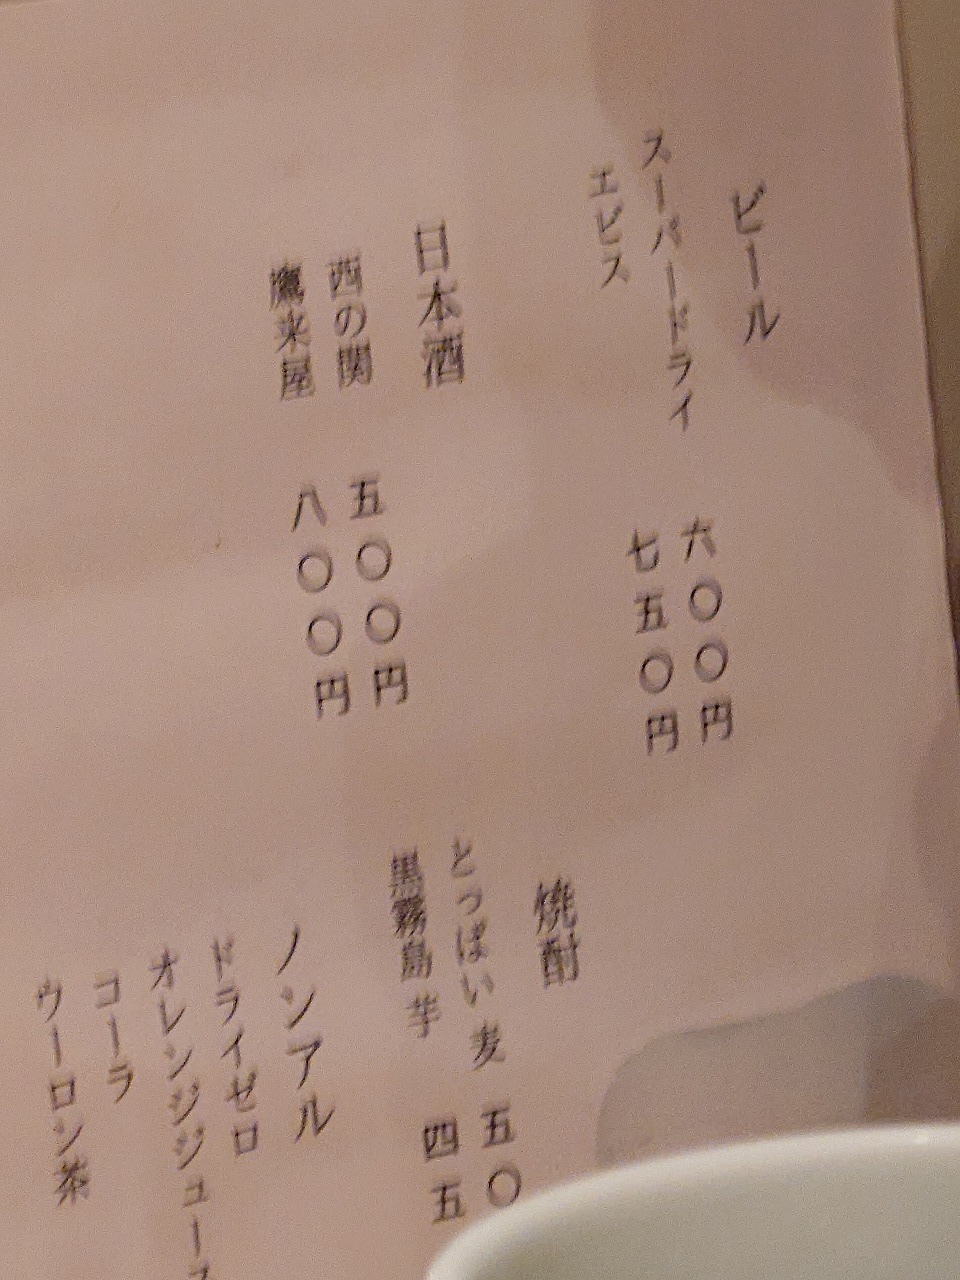 ビール
スーパードライ 六〇〇円
エビス 七五〇円
日本酒
西の関 五〇〇円
鷹来屋 八〇〇円
焼酎
とっぱい 麦 五〇
黒霧島 芋 四五
ノンアル
ドライゼロ
オレンジジュース
コーラ
ウーロン茶